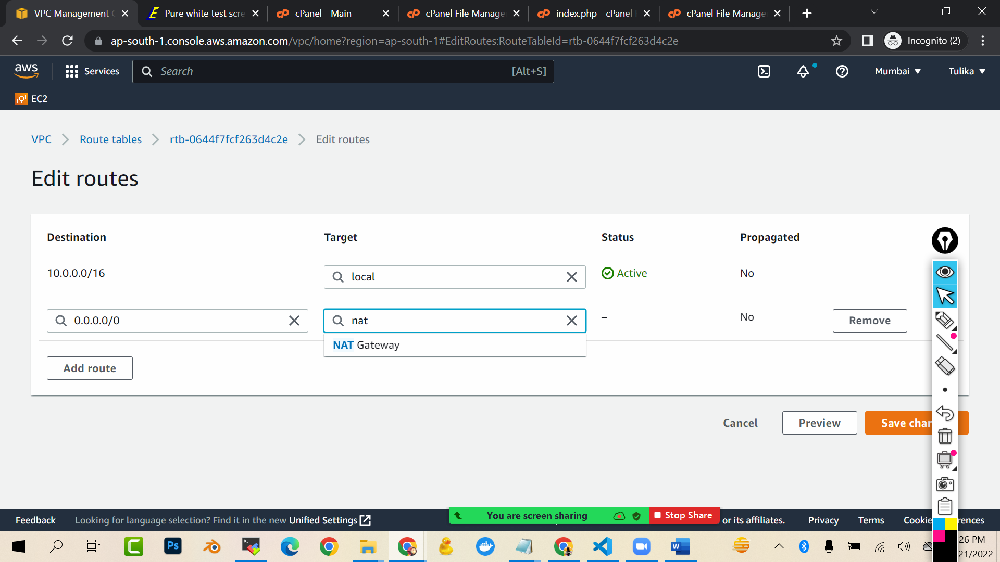 VPC Management
Pure white test scre
cPanel - Main
cPanel File Manage
index.php - cPanel
cPanel File Manage
ap-south-1.console.aws.amazon.com/vpc/home?region=ap-south-1#EditRoutes:RouteTableId=rtb-0644f7fcf263d4c2e
Incognito (2)
aws
Services
Search
[Alt+S]
Mumbai
Tulika
EC2
VPC
Route tables
rtb-0644f7fcf263d4c2e
Edit routes
Edit routes
Destination Target Status Propagated
10.0.0.0/16 local Active No
0.0.0.0/0 nat – No Remove
NAT Gateway
Add route
Cancel
Preview
Save chan
Feedback
Looking for language selection? Find it in the new Unified Settings
You are screen sharing
Stop Share
or its affiliates.
Privacy
Terms
Cookie rences
Ps
W
26 PM
21/2022